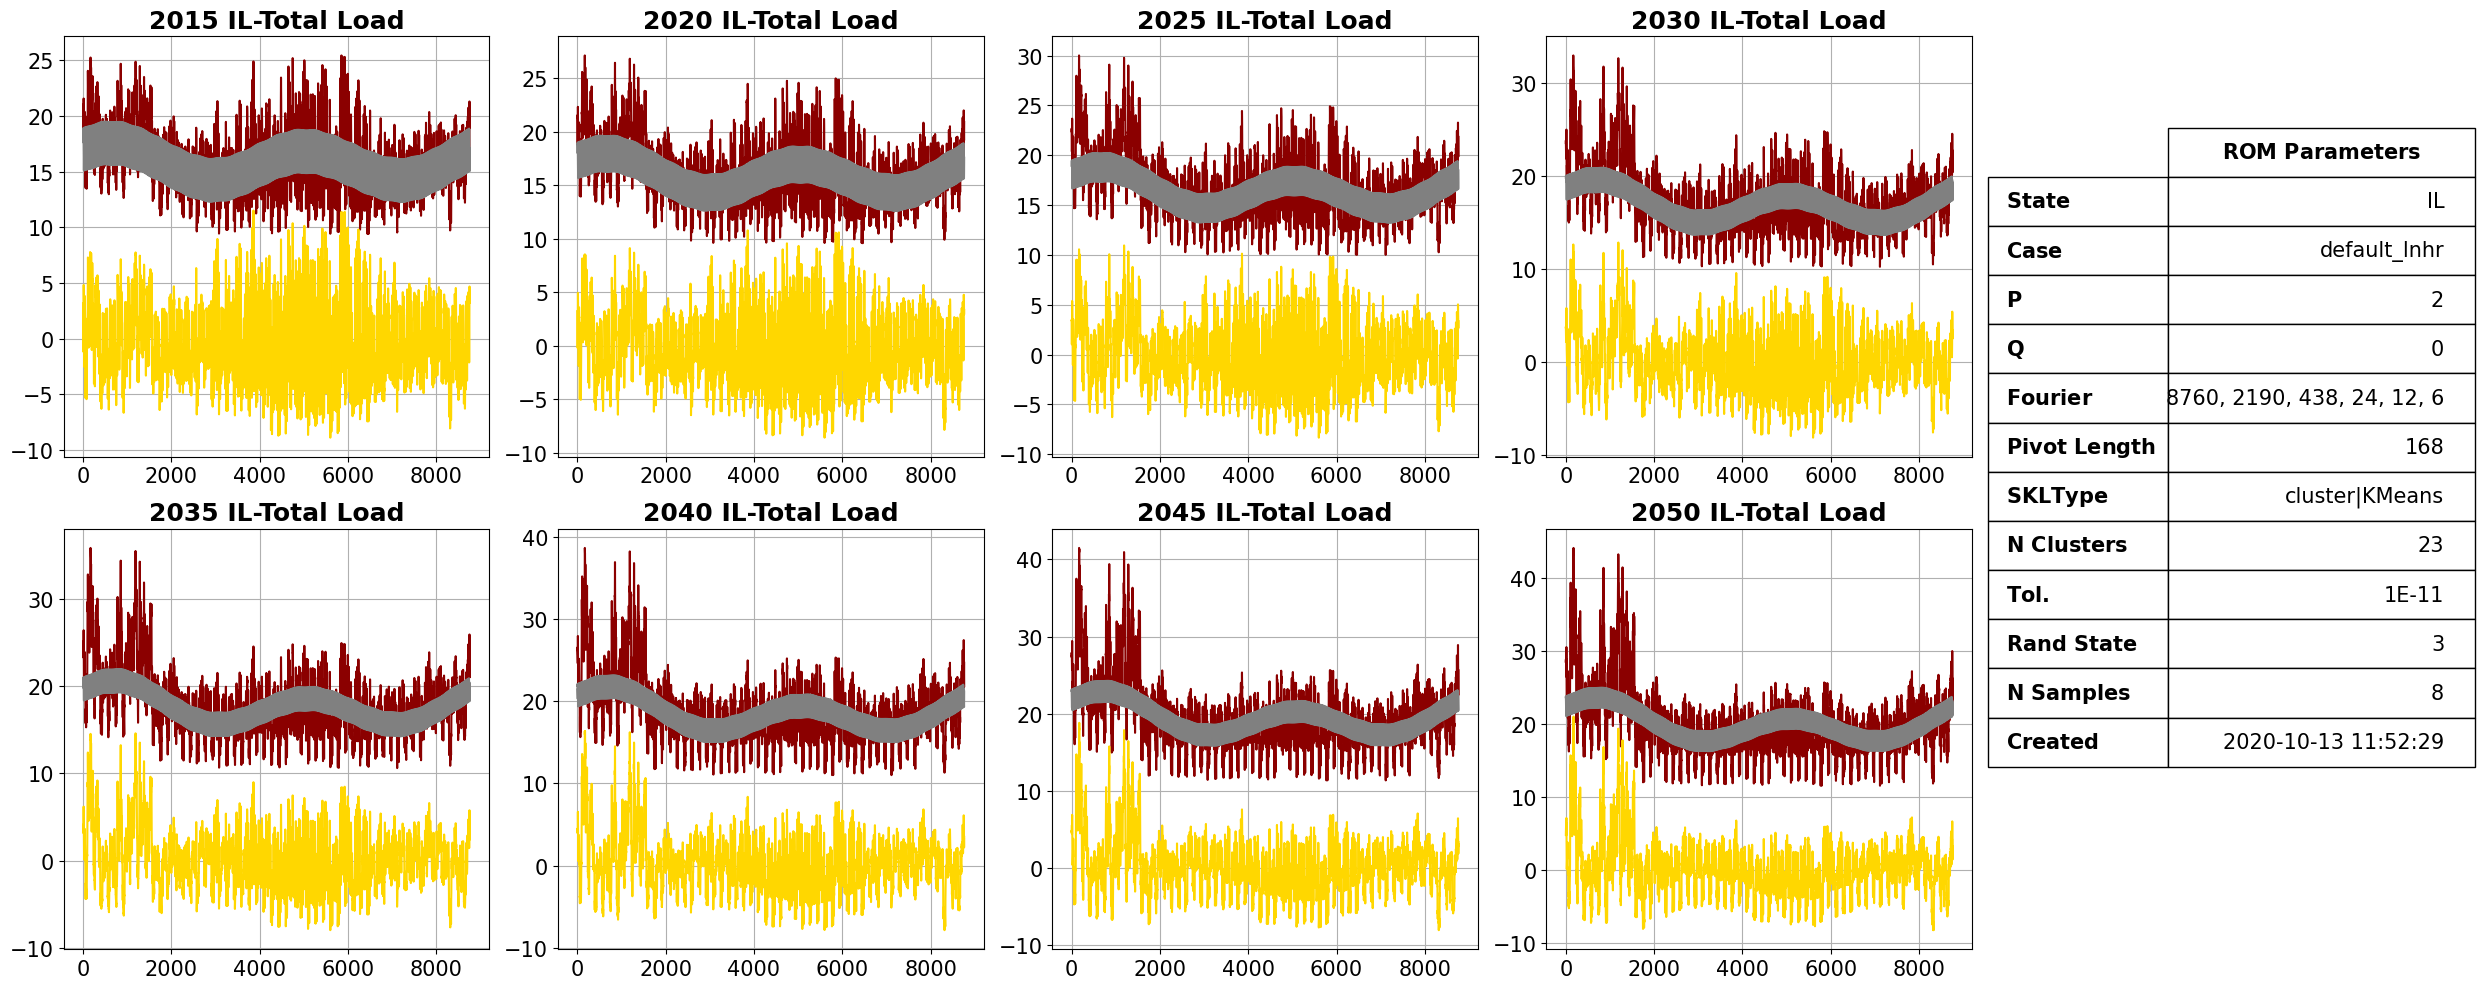 2015 IL-Total Load
25
20
15
10
5
0
−5
−10
0 2000 4000 6000 8000
2020 IL-Total Load
25
20
15
10
5
0
−5
−10
0 2000 4000 6000 8000
2025 IL-Total Load
30
25
20
15
10
5
0
−5
−10
0 2000 4000 6000 8000
2030 IL-Total Load
30
20
10
0
−10
0 2000 4000 6000 8000
2035 IL-Total Load
30
20
10
0
−10
0 2000 4000 6000 8000
2040 IL-Total Load
40
30
20
10
0
−10
0 2000 4000 6000 8000
2045 IL-Total Load
40
30
20
10
0
−10
0 2000 4000 6000 8000
2050 IL-Total Load
40
30
20
10
0
−10
0 2000 4000 6000 8000
ROM Parameters
State IL
Case default_lnhr
P 2
Q 0
Fourier 8760, 2190, 438, 24, 12, 6
Pivot Length 168
SKLType cluster|KMeans
N Clusters 23
Tol. 1E-11
Rand State 3
N Samples 8
Created 2020-10-13 11:52:29